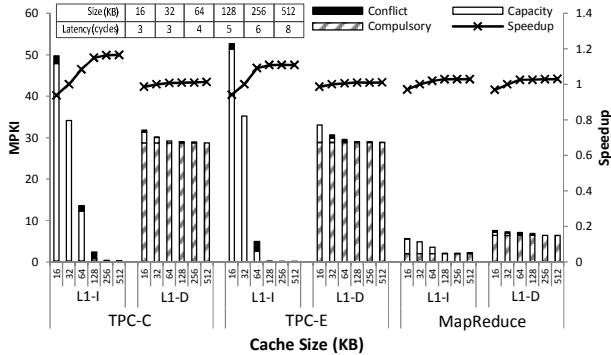 Size(KB) 16 32 64 128 256 512
Latency(cycles) 3 3 4 5 6 8
Conflict Capacity
Compulsory Speedup
60
50
40
30
20
10
0
MPKI
1.4
1.2
1
0.8
0.6
0.4
0.2
0
Speedup
16 32 64 128 256 512 16 32 64 128 256 512 16 32 64 128 256 512 16 32 64 128 256 512 16 32 64 128 256 512 16 32 64 128 256 512
L1-I L1-D L1-I L1-D L1-I L1-D
TPC-C TPC-E MapReduce
Cache Size (KB)